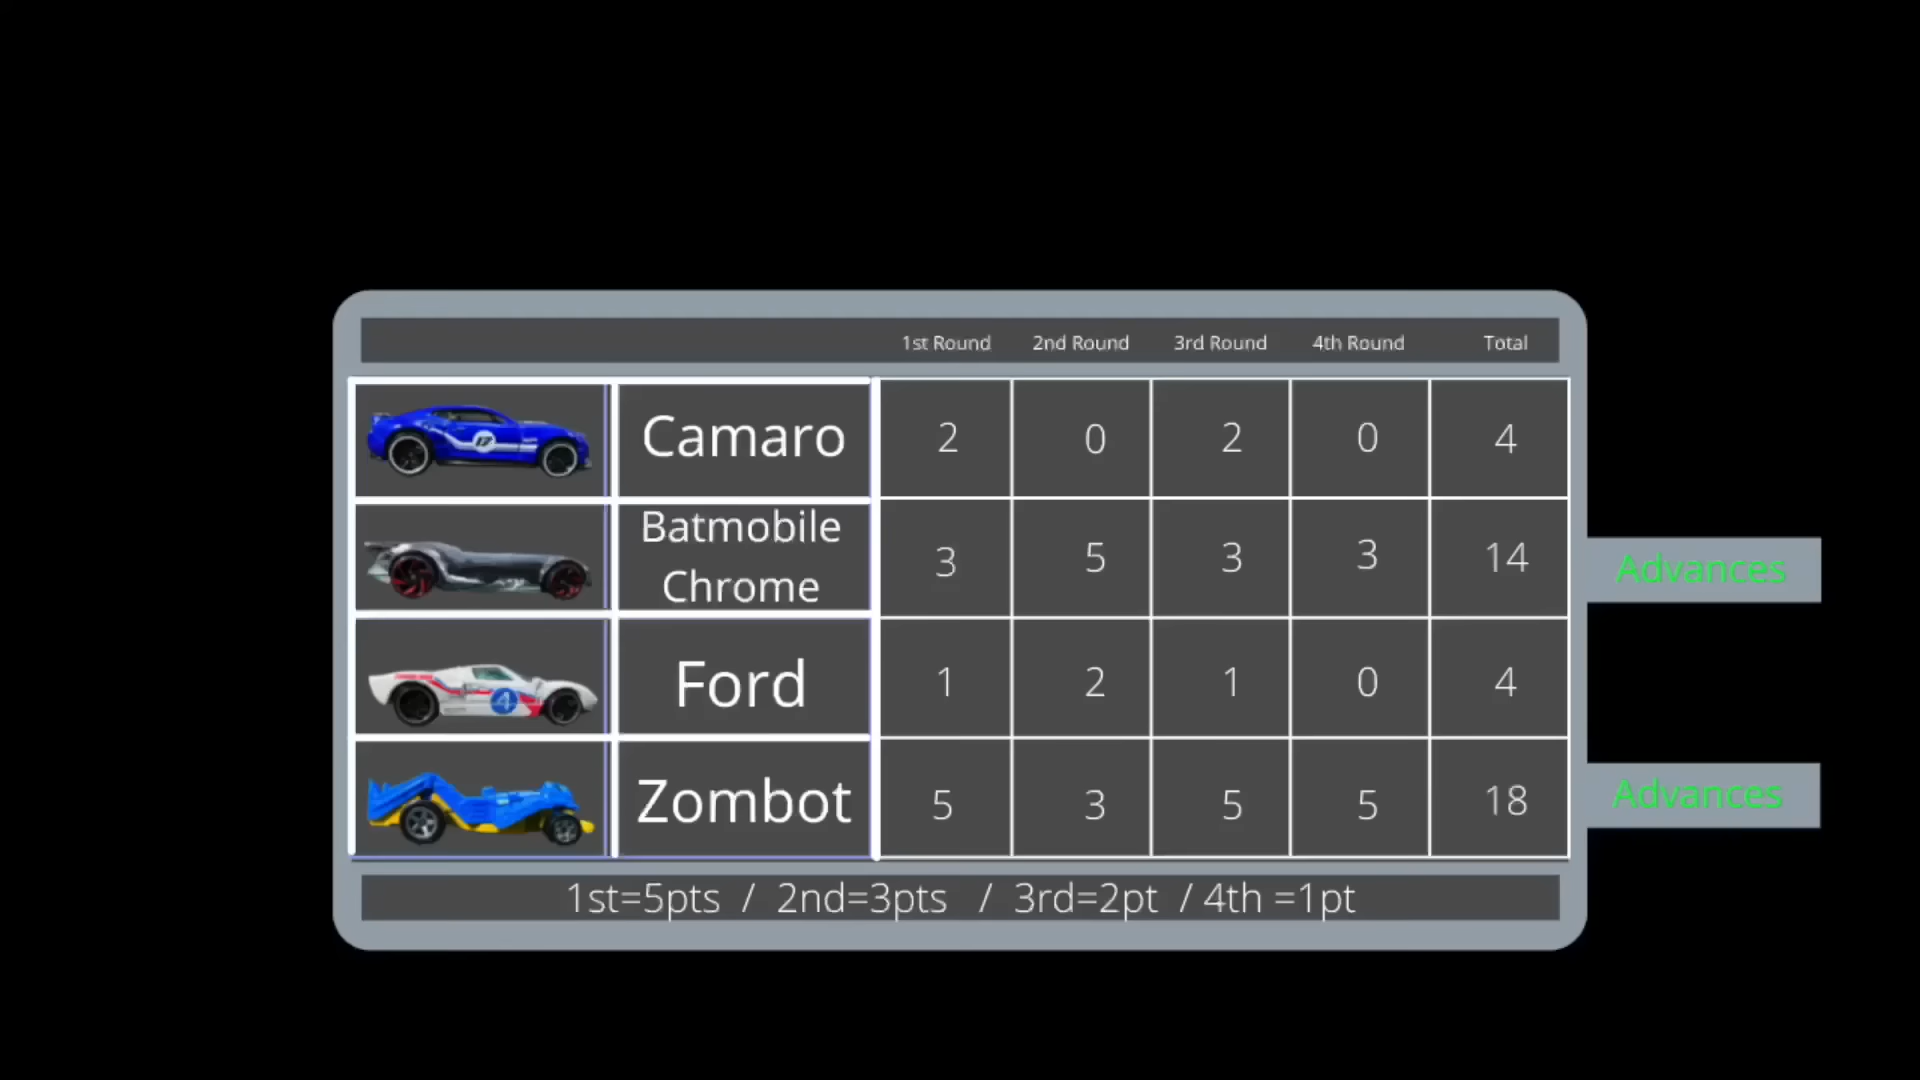 1st Round 2nd Round 3rd Round 4th Round Total
17
Camaro 2 0 2 0 4
Batmobile
Chrome 3 5 3 3 14
Advances
4
Ford 1 2 1 0 4
Zombot 5 3 5 5 18
Advances
1st=5pts / 2nd=3pts / 3rd=2pt / 4th =1pt